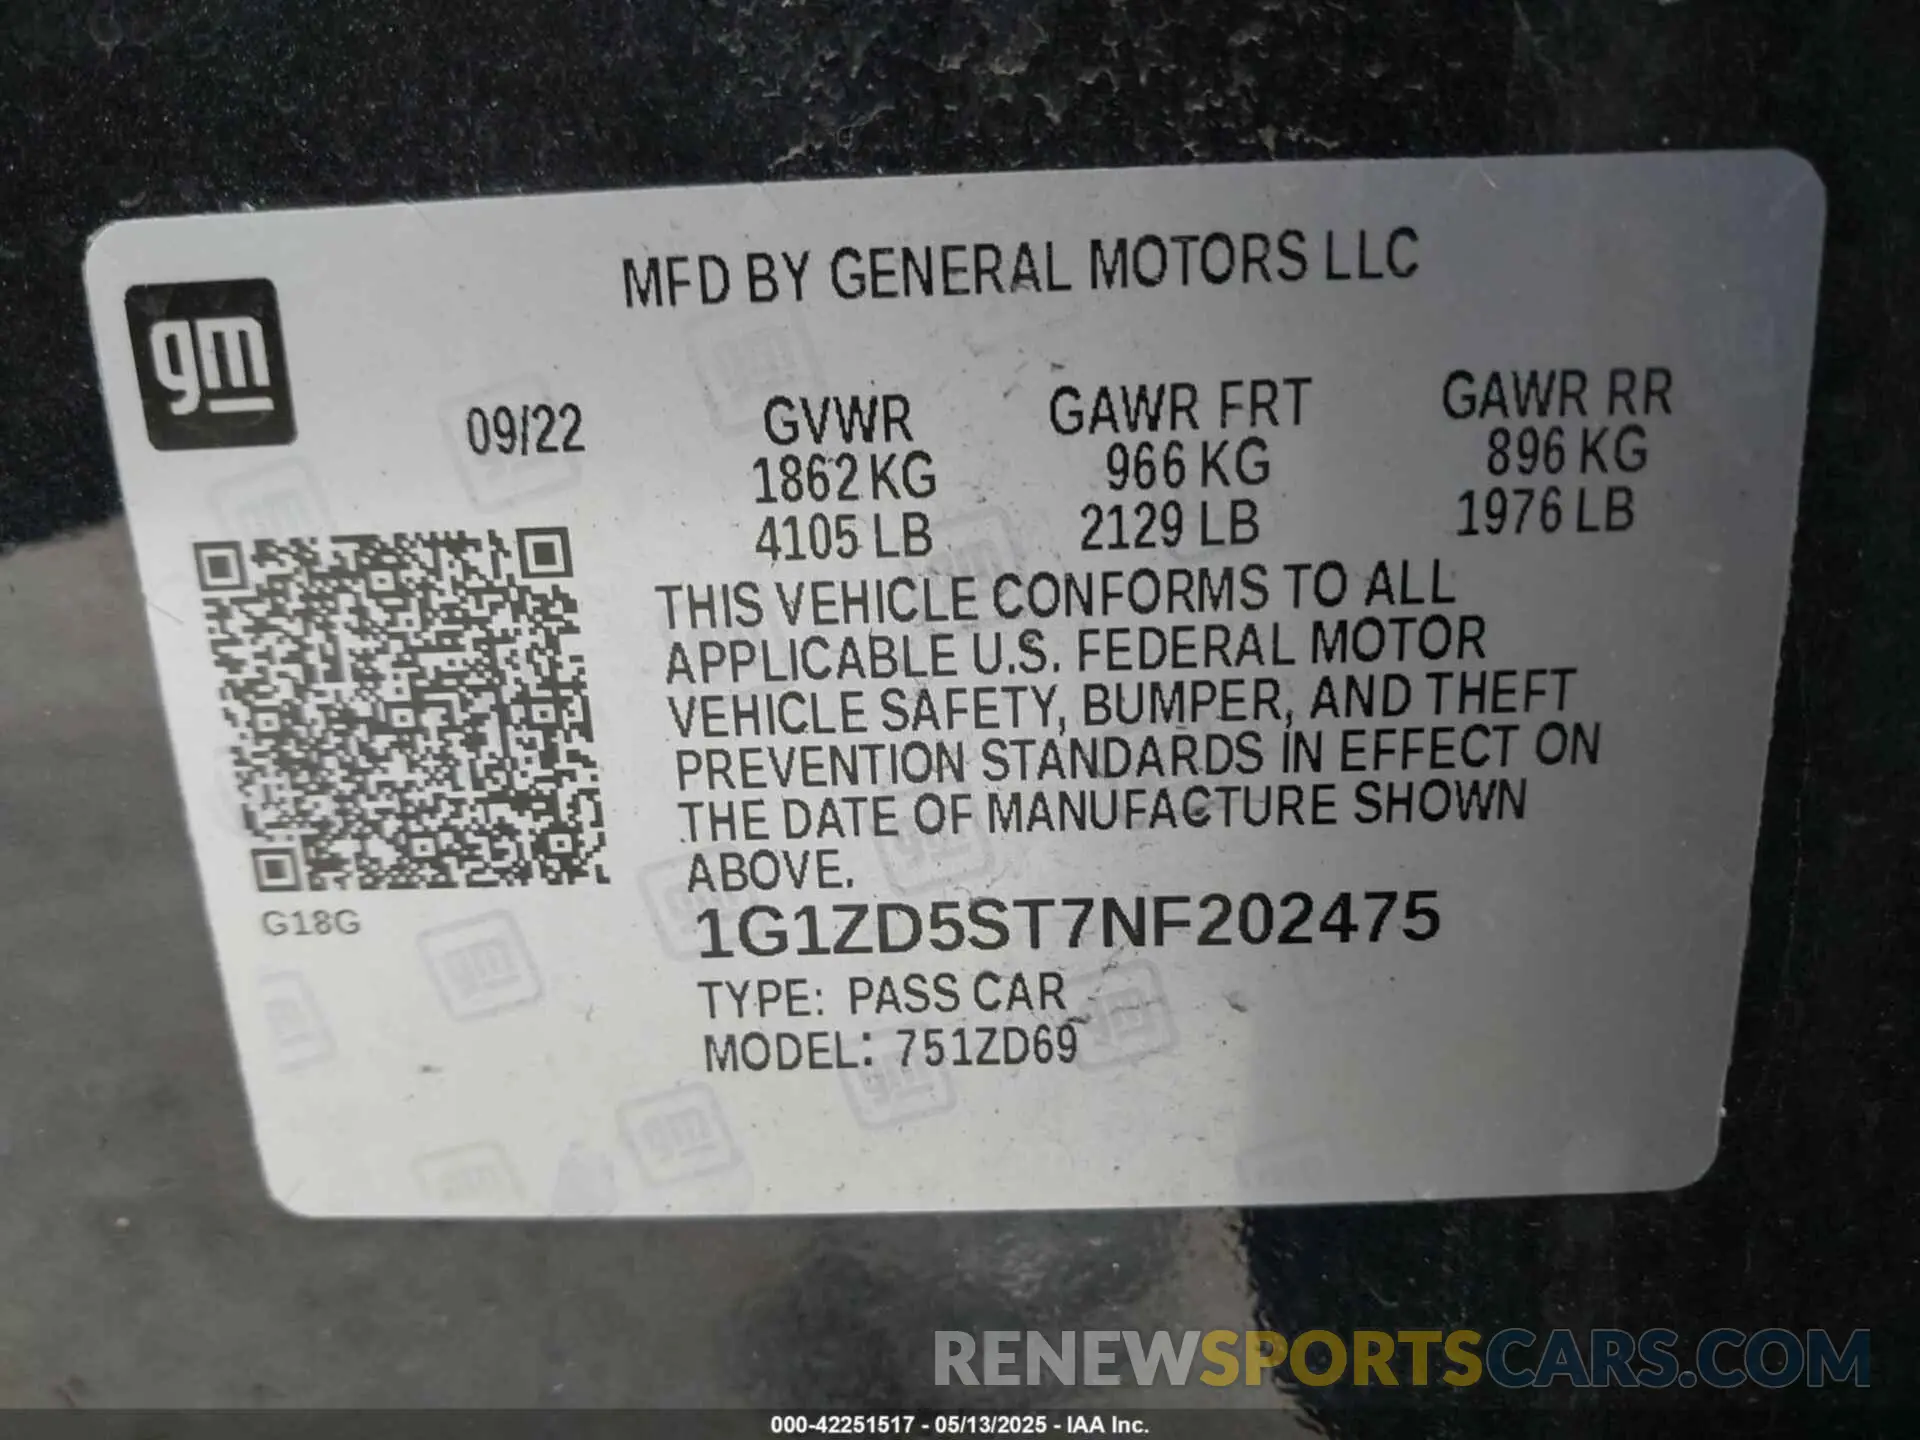 MFD BY GENERAL MOTORS LLC
gm
09/22 GVWR GAWR FRT GAWR RR
1862 KG 966 KG 896 KG
4105 LB 2129 LB 1976 LB
THIS VEHICLE CONFORMS TO ALL
APPLICABLE U.S. FEDERAL MOTOR
VEHICLE SAFETY, BUMPER, AND THEFT
PREVENTION STANDARDS IN EFFECT ON
THE DATE OF MANUFACTURE SHOWN
ABOVE.
G18G
1G1ZD5ST7NF202475
TYPE: PASS CAR
MODEL: 751ZD69
RENEWSPORTSCARS.COM
000-42251517 - 05/13/2025 - IAA Inc.